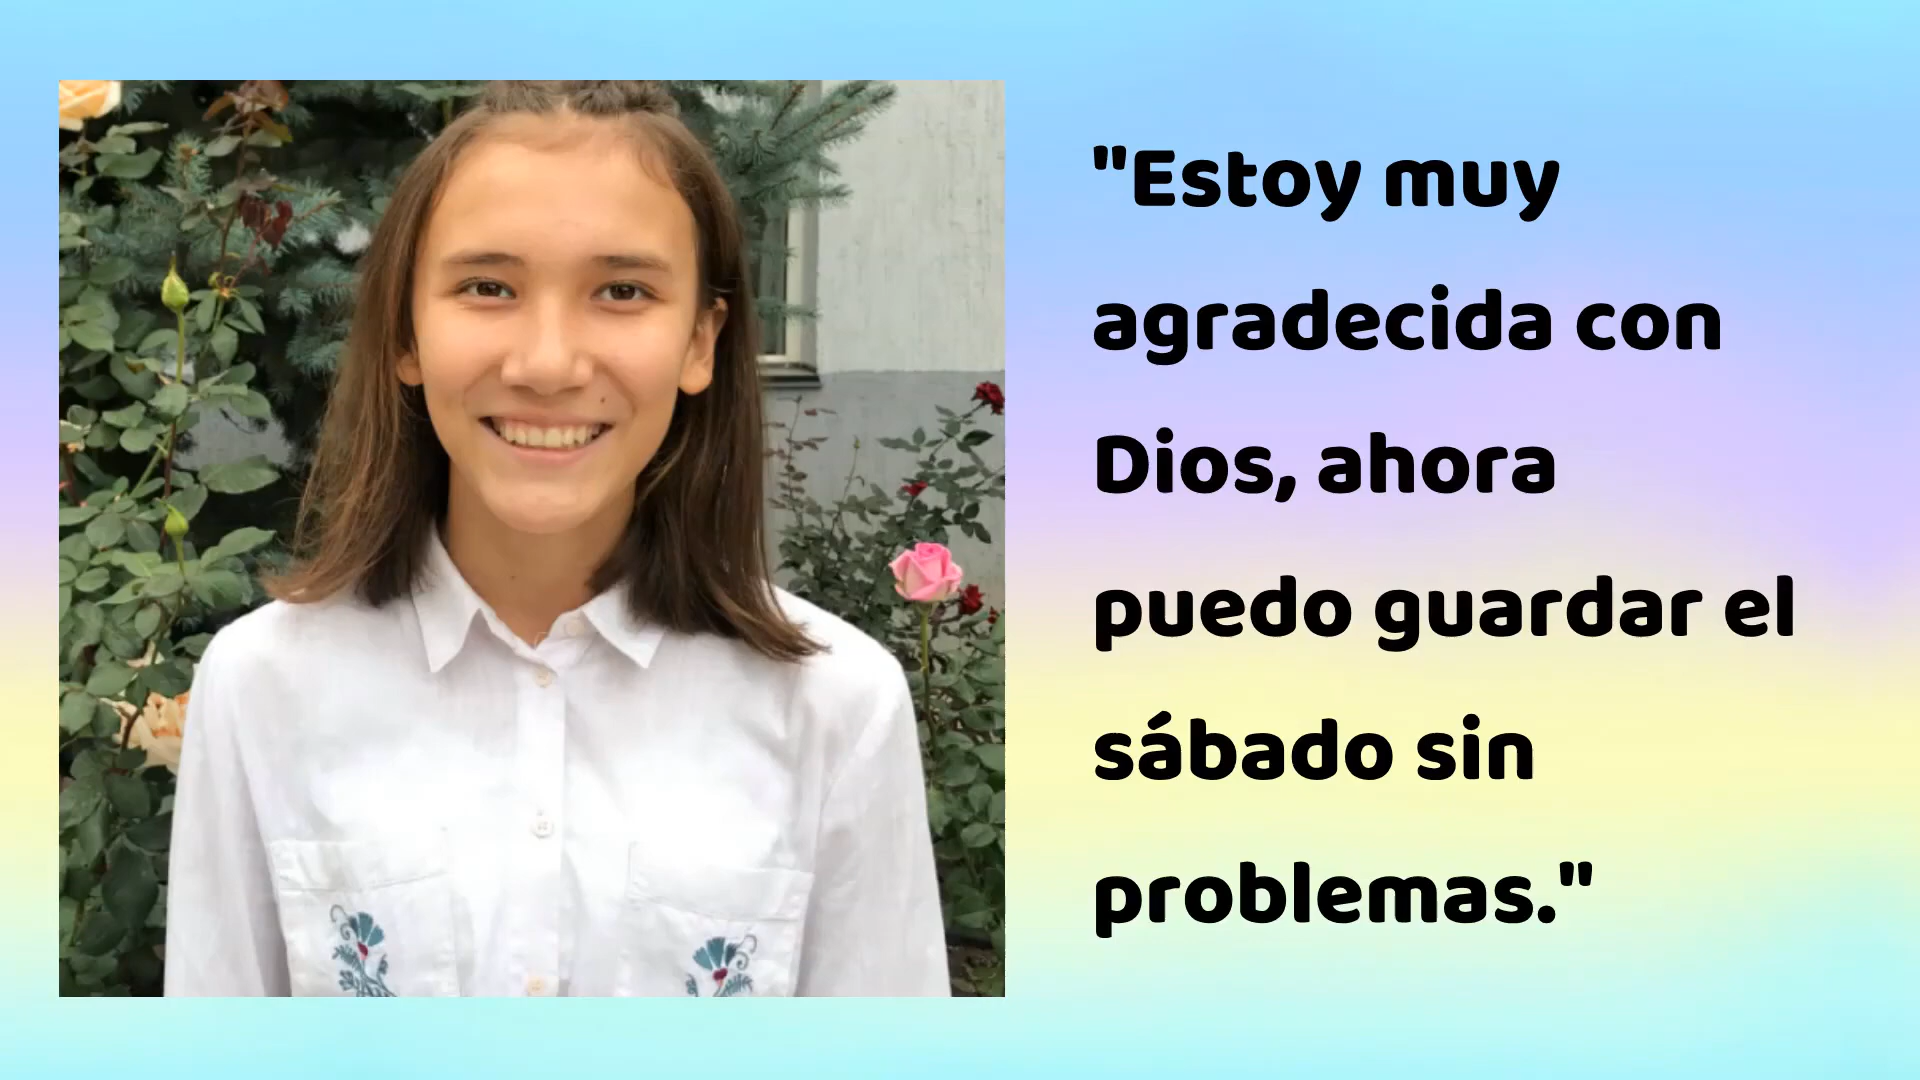 "Estoy muy
agradecida con
Dios, ahora
puedo guardar el
sábado sin
problemas."